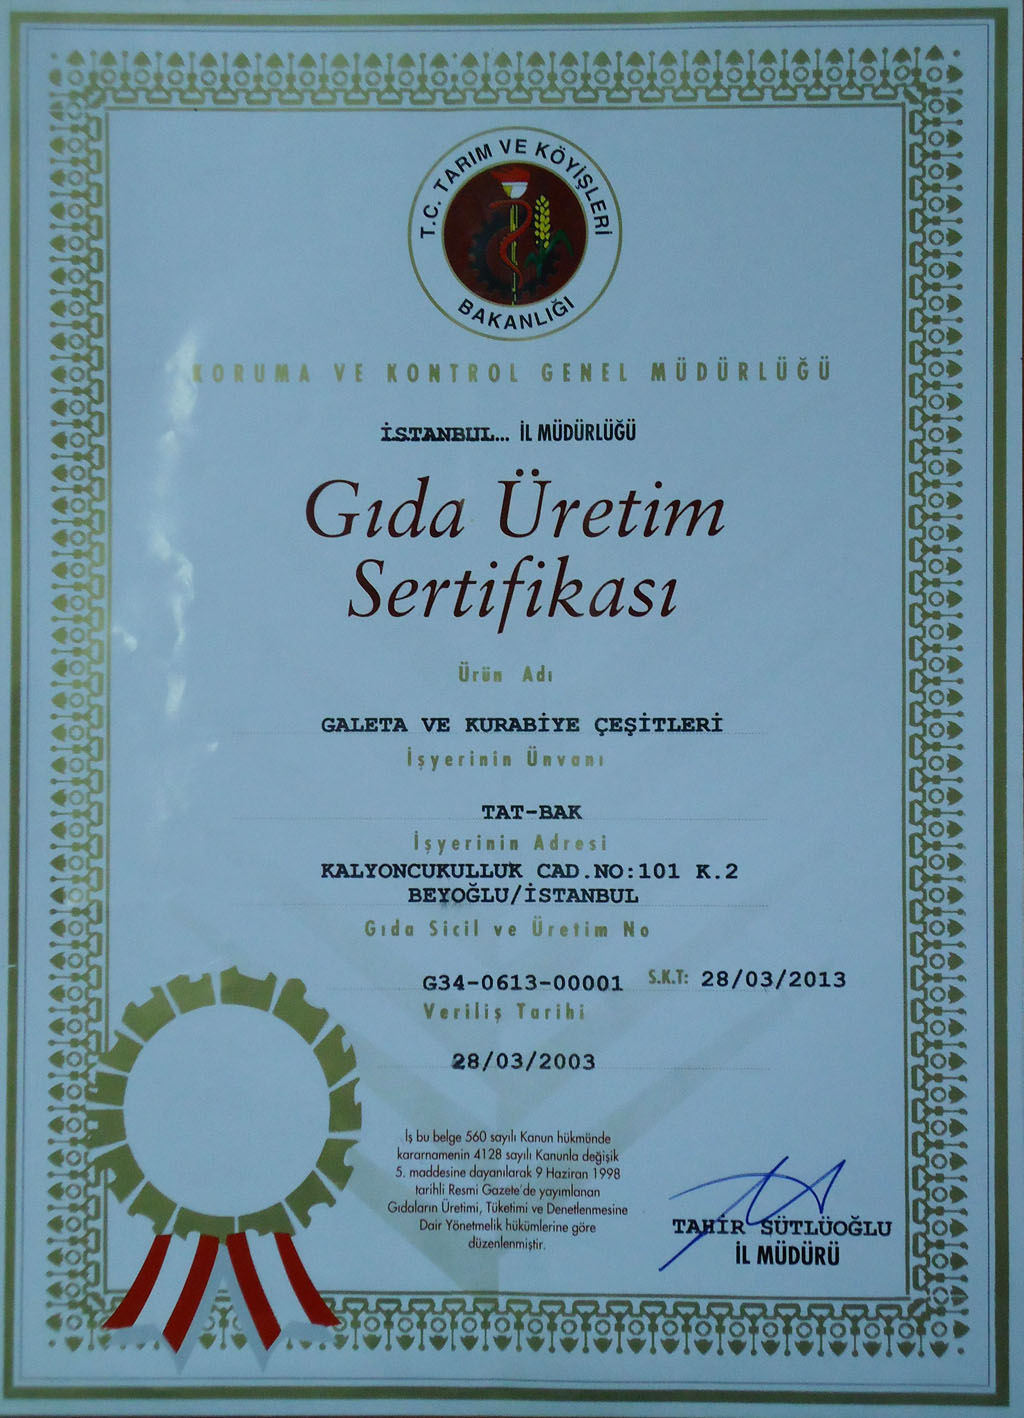 T.C. TARIM VE KÖYİŞLERİ
BAKANLIĞI
KORUMA VE KONTROL GENEL MÜDÜRLÜĞÜ
İSTANBUL... İL MÜDÜRLÜĞÜ
Gıda Üretim
Sertifikası
Ürün Adı
GALETA VE KURABİYE ÇEŞİTLERİ
İşyerinin Ünvanı
TAT-BAK
İşyerinin Adresi
KALYONCUKULLUK CAD.NO:101 K.2
BEYOĞLU/İSTANBUL
Gıda Sicil ve Üretim No
G34-0613-00001 S.K.T: 28/03/2013
Veriliş Tarihi
28/03/2003
İş bu belge 560 sayılı Kanun hükmünde
kararnamenin 4128 sayılı Kanunla değişik
5. maddesine dayanılarak 9 Haziran 1998
tarihli Resmi Gazete'de yayımlanan
Gıdaların Üretimi, Tüketimi ve Denetlenmesine
Dair Yönetmelik hükümlerine göre
düzenlenmiştir.
TAHİR SÜTLÜOĞLU
İL MÜDÜRÜ